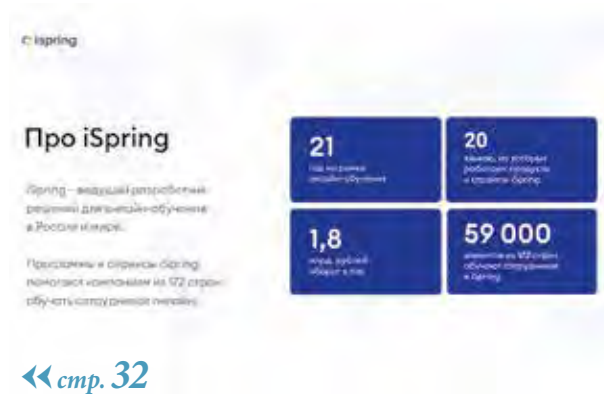 ispring
Про iSpring
iSpring – ведущий разработчик
решений для онлайн-обучения
в России и мире.
Программы и сервисы iSpring
помогают компаниям из 172 стран
обучать сотрудников онлайн.
21
год на рынке
онлайн-обучения
20
языков, на которых
работают продукты
и сервисы iSpring
1,8
млрд. рублей
оборот в год
59 000
клиентов из 172 стран
обучают сотрудников
в iSpring
стр. 32